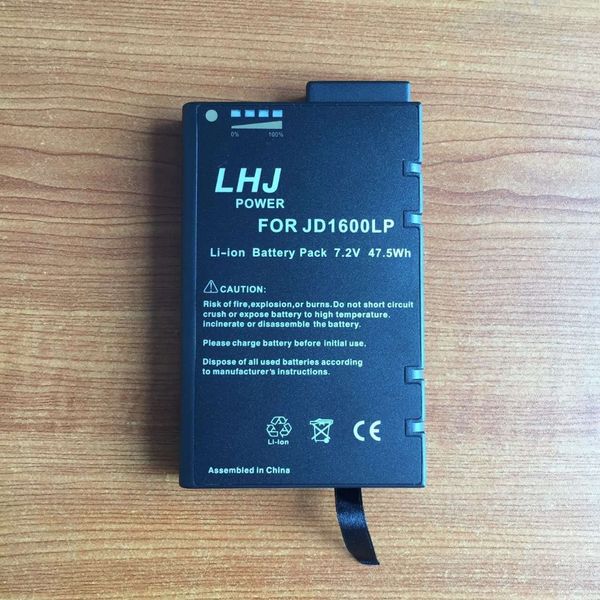 0% 100%
LHJ
POWER
FOR JD1600LP
Li-ion Battery Pack 7.2V 47.5Wh
CAUTION:
Risk of fire,explosion,or burns.Do not short circuit
crush or expose battery to high temperature.
incinerate or disassemble the battery.
Please charge battery before initial use.
Dispose of all used batteries according
to manufacturer's instructions.
Li-ion
CE
Assembled in China